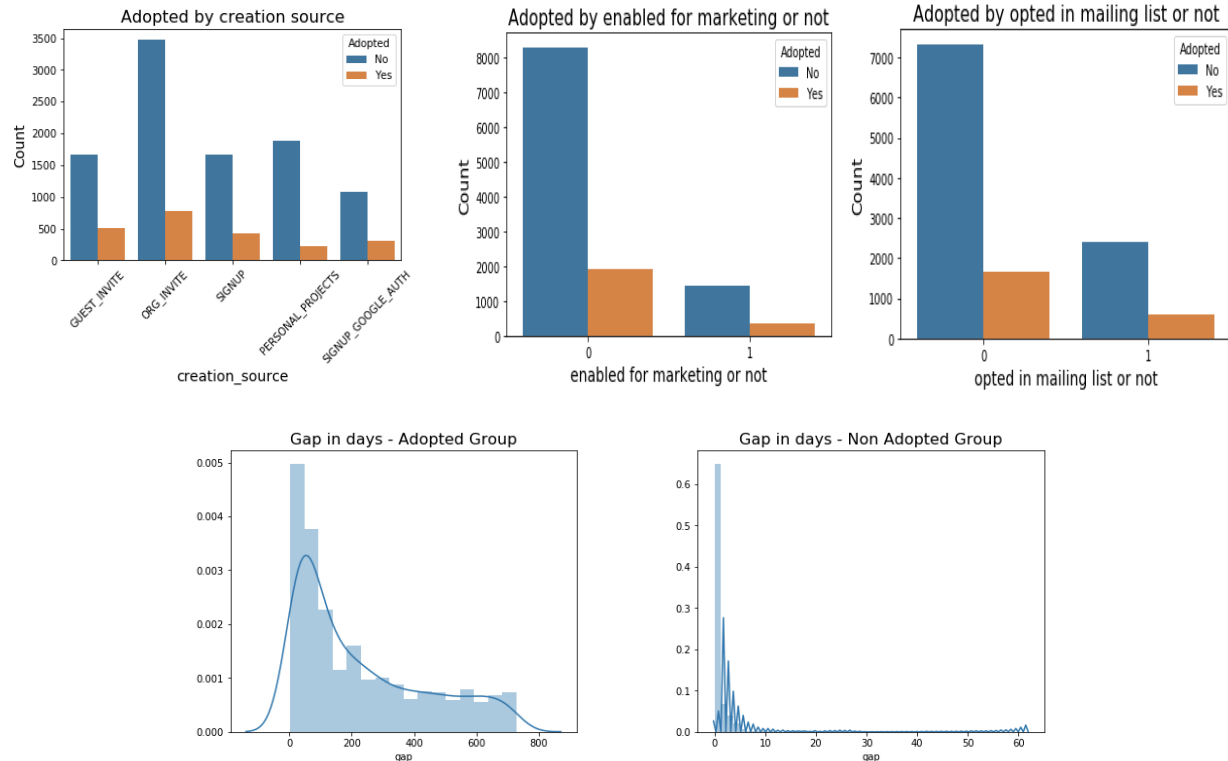 Adopted by creation source
3500
3000
2500
2000
1500
1000
500
0
Count
Adopted
No
Yes
GUEST_INVITE
ORG_INVITE
SIGNUP
PERSONAL_PROJECTS
SIGNUP_GOOGLE_AUTH
creation_source
Adopted by enabled for marketing or not
8000
7000
6000
5000
4000
3000
2000
1000
0
Count
Adopted
No
Yes
0 1
enabled for marketing or not
Adopted by opted in mailing list or not
7000
6000
5000
4000
3000
2000
1000
0
Count
Adopted
No
Yes
0 1
opted in mailing list or not
Gap in days - Adopted Group
0.005
0.004
0.003
0.002
0.001
0.000
0 200 400 600 800
gap
Gap in days - Non Adopted Group
0.6
0.5
0.4
0.3
0.2
0.1
0.0
0 10 20 30 40 50 60
gap